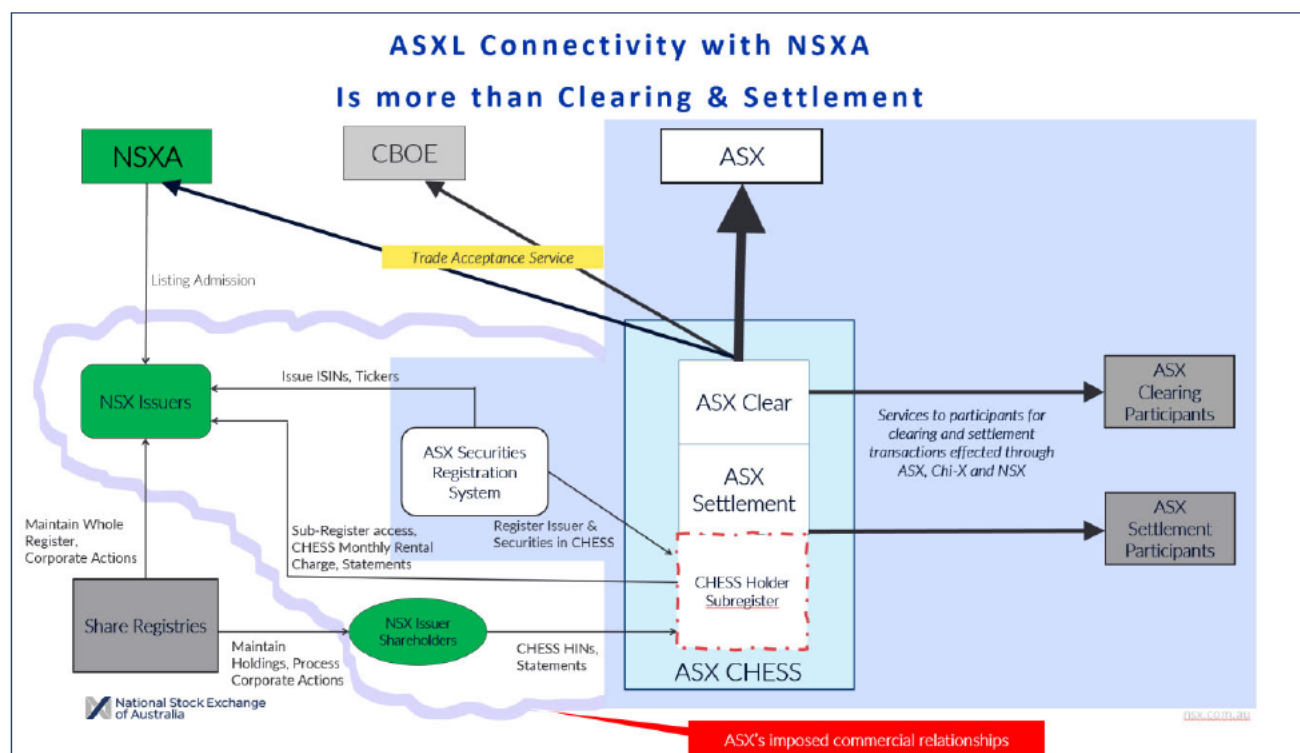 ASXL Connectivity with NSXA
Is more than Clearing & Settlement
NSXA
CBOE
ASX
Trade Acceptance Service
Listing Admission
NSX Issuers
Issue ISINs, Tickers
ASX Securities
Registration
System
ASX Clear
ASX
Settlement
CHESS Holder
Subregister
ASX CHESS
Services to participants for
clearing and settlement
transactions effected through
ASX, Chi-X and NSX
ASX
Clearing
Participants
ASX
Settlement
Participants
Maintain Whole
Register,
Corporate Actions
Sub-Register access,
CHESS Monthly Rental
Charge, Statements
Register Issuer &
Securities in CHESS
Share Registries
Maintain
Holdings, Process
Corporate Actions
NSX Issuer
Shareholders
CHESS HINs,
Statements
National Stock Exchange
of Australia
nsx.com.au
ASX's imposed commercial relationships